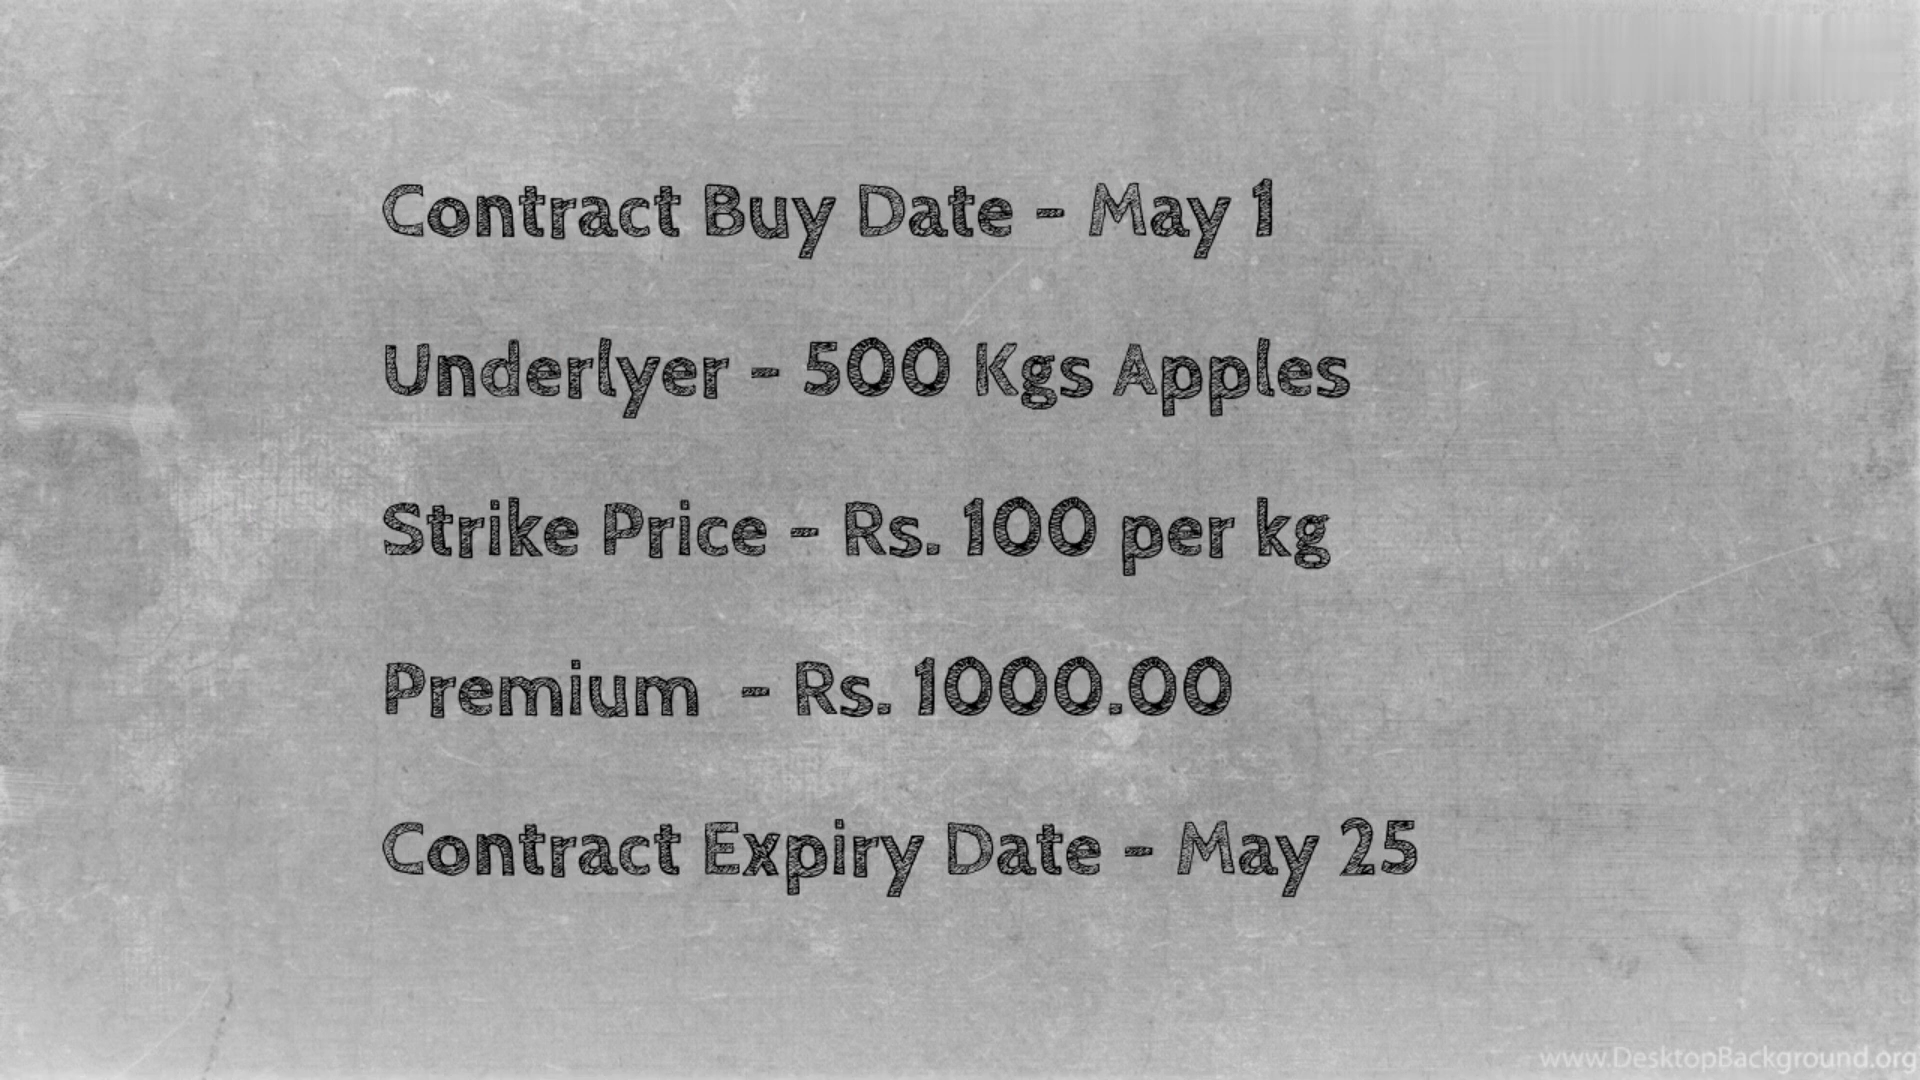 Contract Buy Date - May 1
Underlyer - 500 Kgs Apples
Strike Price - Rs. 100 per kg
Premium - Rs. 1000.00
Contract Expiry Date - May 25
www.DesktopBackground.org